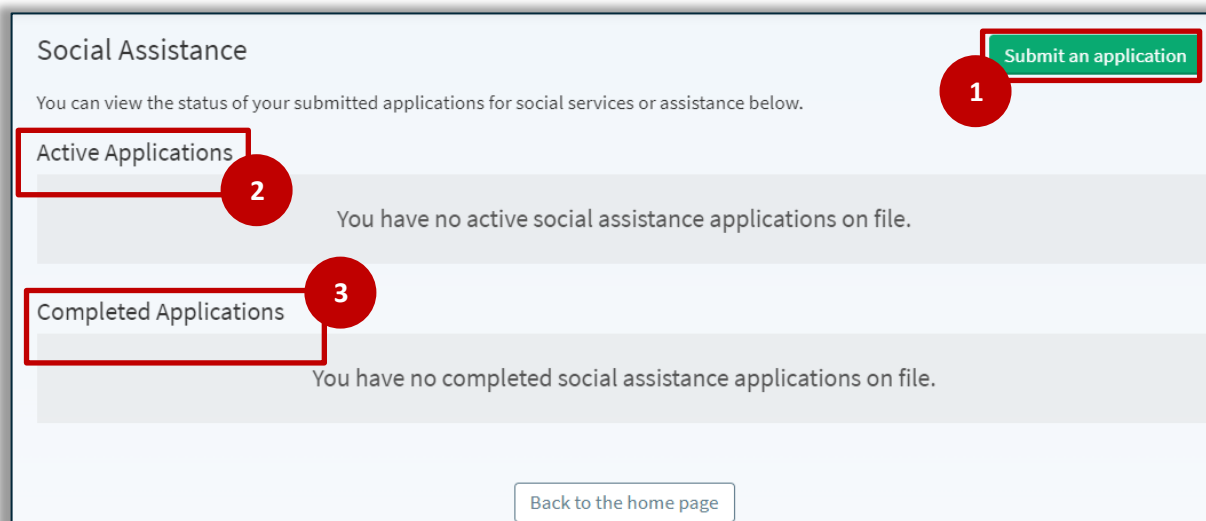 Social Assistance
Submit an application
1
You can view the status of your submitted applications for social services or assistance below.
Active Applications
2
You have no active social assistance applications on file.
3
Completed Applications
You have no completed social assistance applications on file.
Back to the home page